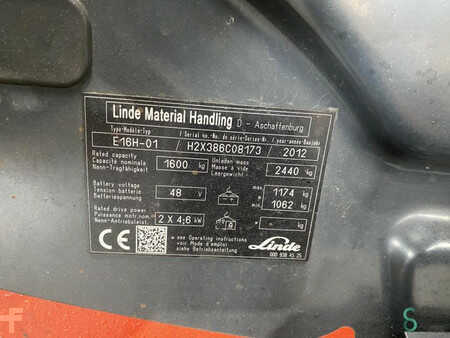 Linde Material Handling D - Aschaffenburg
Type-Modèle-Typ / Serial no.-No. de série-Serien-Nr. / year-année-Baujahr
E16H-01 / H2X386C08173 / 2012
Rated capacity
Capacité nominale
Nenn-Tragfähigkeit
1600 kg
Unladen mass
Masse à vide
Leergewicht
2440 kg
Battery voltage
Tension batterie
Batteriespannung
48 V
max 1174 kg
min 1062 kg
Rated drive power
Puissance motr.nom.
Nenn-Antriebsleist.
2 X 4,6 kW
CE
see Operating instructions
voir Mode d'emploi
siehe Betriebsanleitung
Linde
000 938 45 25
F
S